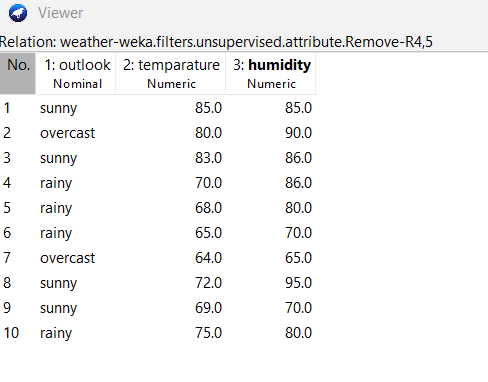 Viewer
Relation: weather-weka.filters.unsupervised.attribute.Remove-R4,5
No. 1: outlook 2: temparature 3: humidity
Nominal Numeric Numeric
1 sunny 85.0 85.0
2 overcast 80.0 90.0
3 sunny 83.0 86.0
4 rainy 70.0 86.0
5 rainy 68.0 80.0
6 rainy 65.0 70.0
7 overcast 64.0 65.0
8 sunny 72.0 95.0
9 sunny 69.0 70.0
10 rainy 75.0 80.0